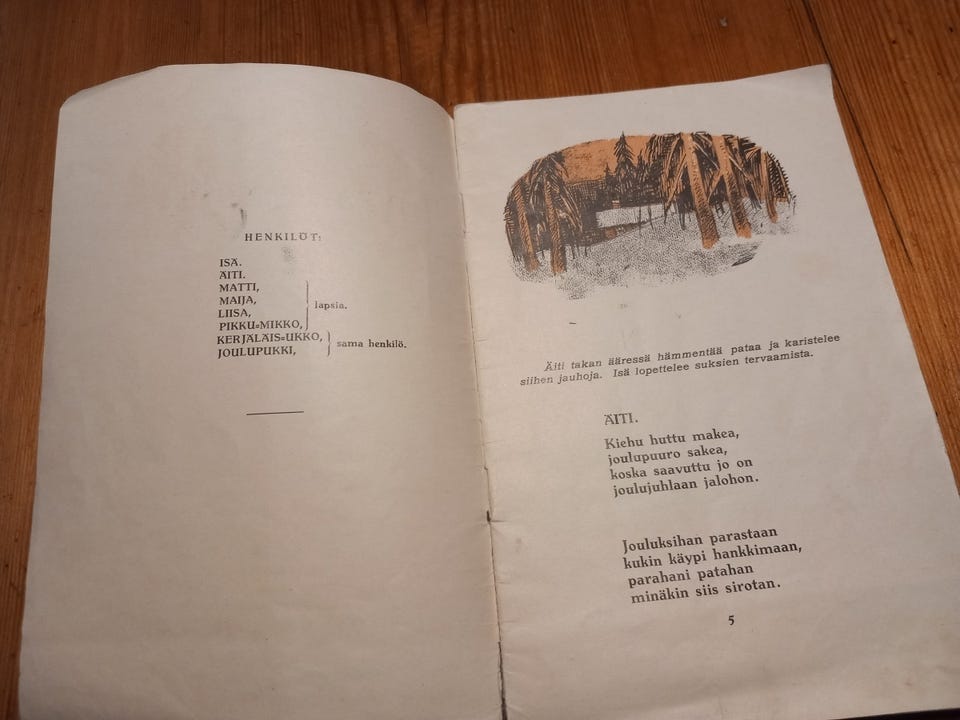 HENKILÖT:
ISÄ.
ÄITI.
MATTI,
MAIJA,
LIISA,
PIKKU=MIKKO,
lapsia.
KERJÄLÄIS=UKKO,
JOULUPUKKI,
sama henkilö.
Äiti takan ääressä hämmentää pataa ja karistelee
siihen jauhoja. Isä lopettelee suksien tervaamista.
ÄITI.
Kiehu huttu makea,
joulupuuro sakea,
koska saavuttu jo on
joulujuhlaan jalohon.
Jouluksihan parastaan
kukin käypi hankkimaan,
parahani patahan
minäkin siis sirotan.
5